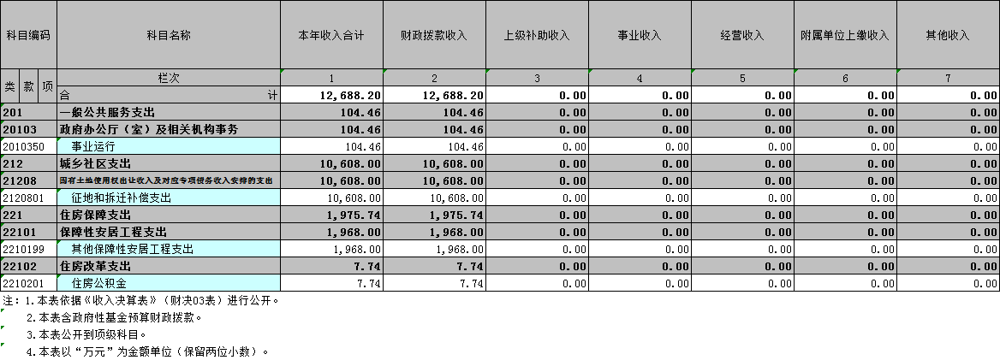 科目编码 科目名称 本年收入合计 财政拨款收入 上级补助收入 事业收入 经营收入 附属单位上缴收入 其他收入
类 款 项 栏次 1 2 3 4 5 6 7
合 计 12,688.20 12,688.20 0.00 0.00 0.00 0.00 0.00
201 一般公共服务支出 104.46 104.46 0.00 0.00 0.00 0.00 0.00
20103 政府办公厅（室）及相关机构事务 104.46 104.46 0.00 0.00 0.00 0.00 0.00
2010350 事业运行 104.46 104.46 0.00 0.00 0.00 0.00 0.00
212 城乡社区支出 10,608.00 10,608.00 0.00 0.00 0.00 0.00 0.00
21208 国有土地使用权出让收入及对应专项债务收入安排的支出 10,608.00 10,608.00 0.00 0.00 0.00 0.00 0.00
2120801 征地和拆迁补偿支出 10,608.00 10,608.00 0.00 0.00 0.00 0.00 0.00
221 住房保障支出 1,975.74 1,975.74 0.00 0.00 0.00 0.00 0.00
22101 保障性安居工程支出 1,968.00 1,968.00 0.00 0.00 0.00 0.00 0.00
2210199 其他保障性安居工程支出 1,968.00 1,968.00 0.00 0.00 0.00 0.00 0.00
22102 住房改革支出 7.74 7.74 0.00 0.00 0.00 0.00 0.00
2210201 住房公积金 7.74 7.74 0.00 0.00 0.00 0.00 0.00
注：1.本表依据《收入决算表》（财决03表）进行公开。
2.本表含政府性基金预算财政拨款。
3.本表公开到项级科目。
4.本表以“万元”为金额单位（保留两位小数）。